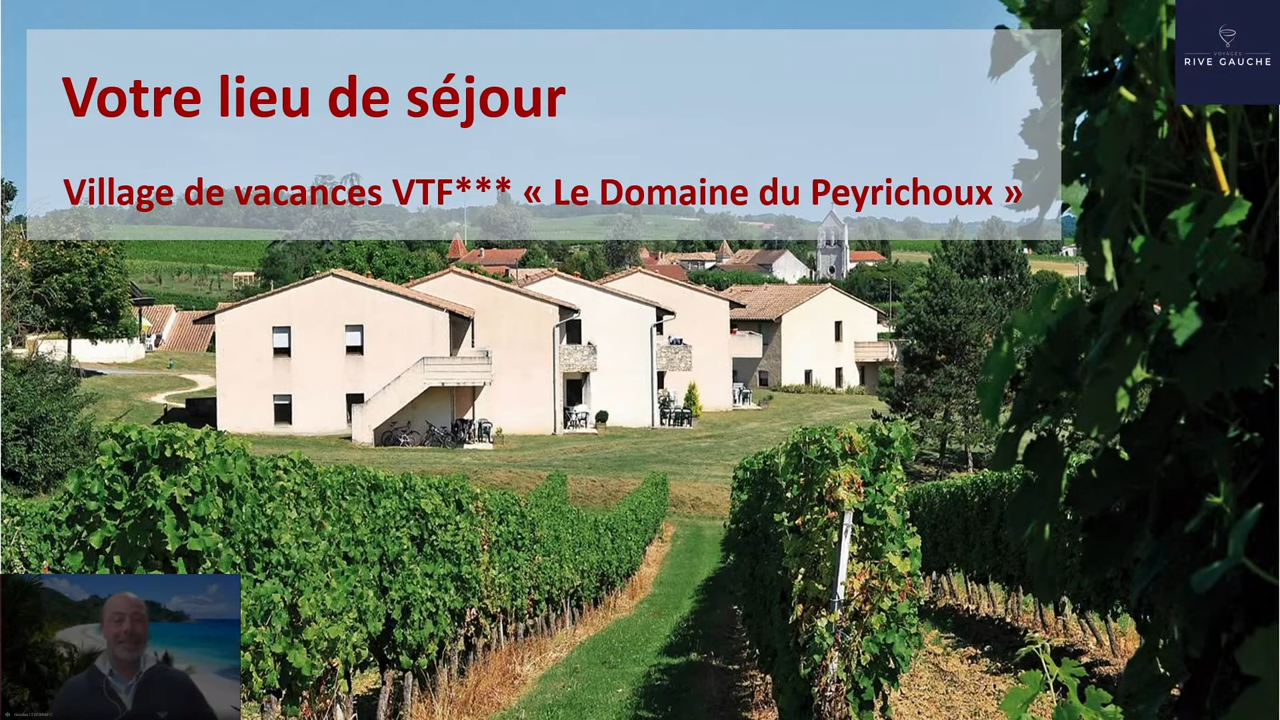 Votre lieu de séjour
VOYAGES
RIVE GAUCHE
Village de vacances VTF*** « Le Domaine du Peyrichoux »